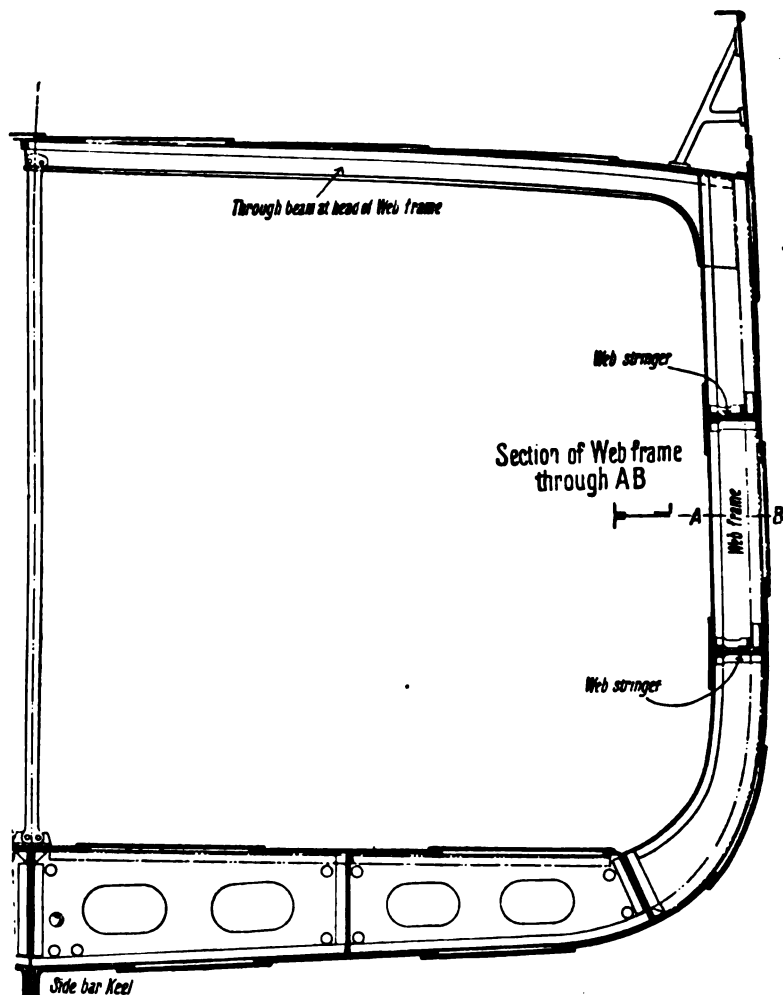 Through beam at head of Web frame
Web stringer
Section of Web frame
through AB
A
B
Web frame
Web stringer
Side bar Keel